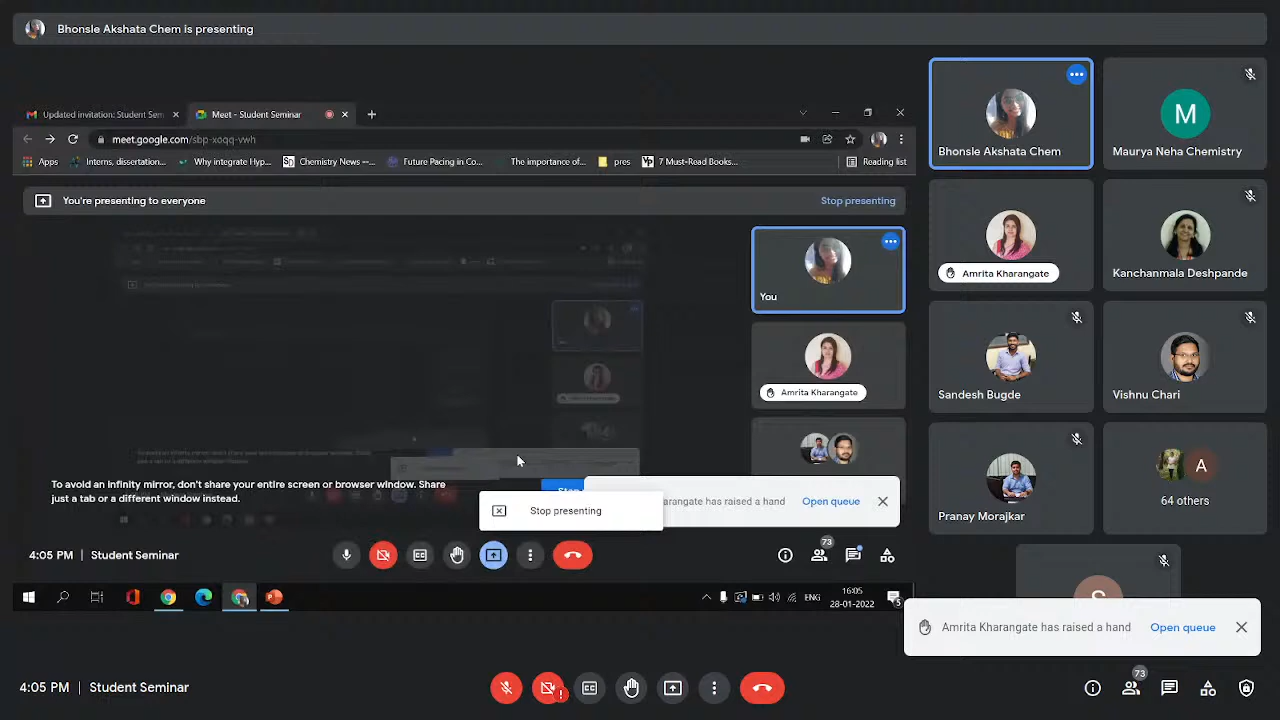 Bhonsle Akshata Chem is presenting
Updated invitation: Student Sem
Meet - Student Seminar
meet.google.com/sbp-xoqq-vwh
Apps
Interns, dissertation...
Why integrate Hyp...
Chemistry News –...
Future Pacing in Co...
The importance of...
pres
7 Must-Read Books...
Reading list
You're presenting to everyone
Stop presenting
You
Amrita Kharangate
To avoid an infinity mirror, don't share your entire screen or browser window. Share
just a tab or a different window instead.
Stop presenting
arangate has raised a hand
Open queue
4:05 PM | Student Seminar
73
ENG
16:05
28-01-2022
5
Bhonsle Akshata Chem
M
Maurya Neha Chemistry
Amrita Kharangate
Kanchanmala Deshpande
Sandesh Bugde
Vishnu Chari
Pranay Morajkar
A
64 others
Amrita Kharangate has raised a hand
Open queue
4:05 PM | Student Seminar
73